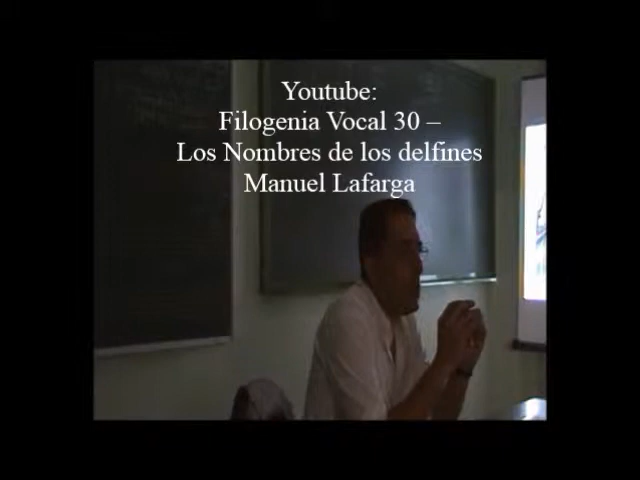 Youtube:
Filogenia Vocal 30 –
Los Nombres de los delfines
Manuel Lafarga